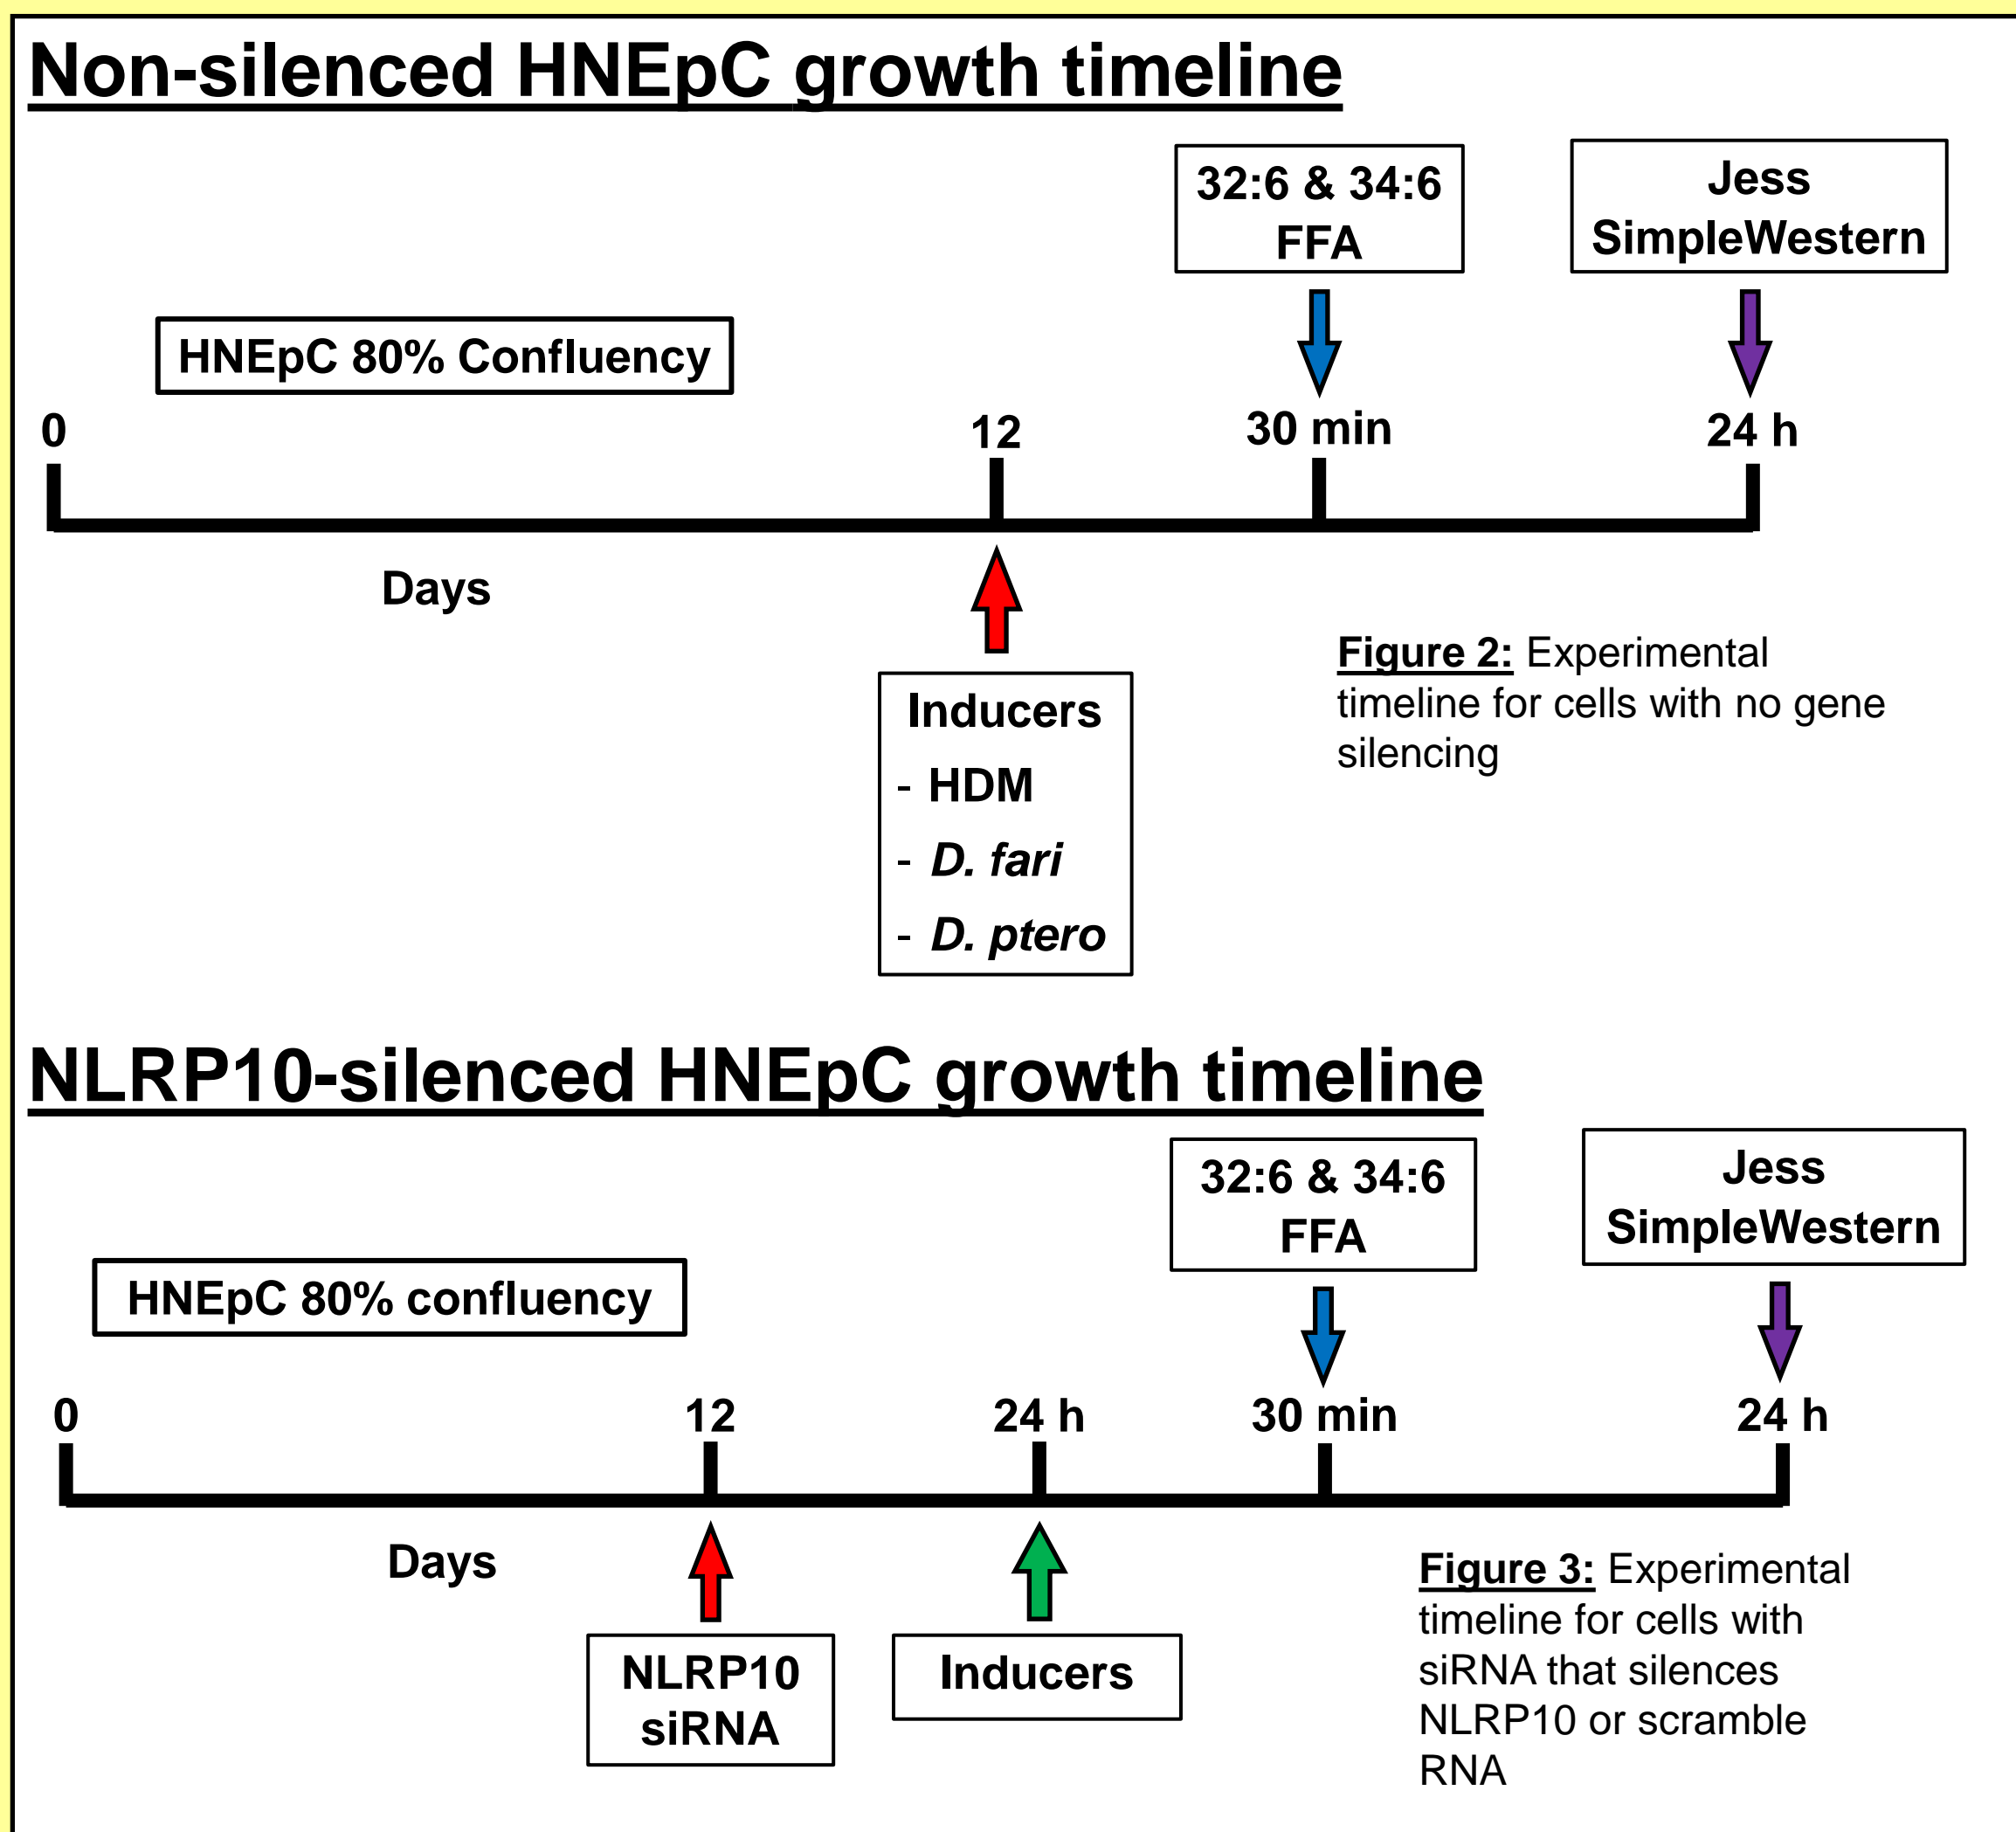 Non-silenced HNEpC growth timeline
32:6 & 34:6
FFA
Jess
SimpleWestern
HNEpC 80% Confluency
0
12
30 min
24 h
Days
Inducers
- HDM
- D. fari
- D. ptero
Figure 2: Experimental
timeline for cells with no gene
silencing
NLRP10-silenced HNEpC growth timeline
32:6 & 34:6
FFA
Jess
SimpleWestern
HNEpC 80% confluency
0
12
24 h
30 min
24 h
Days
NLRP10
siRNA
Inducers
Figure 3: Experimental
timeline for cells with
siRNA that silences
NLRP10 or scramble
RNA